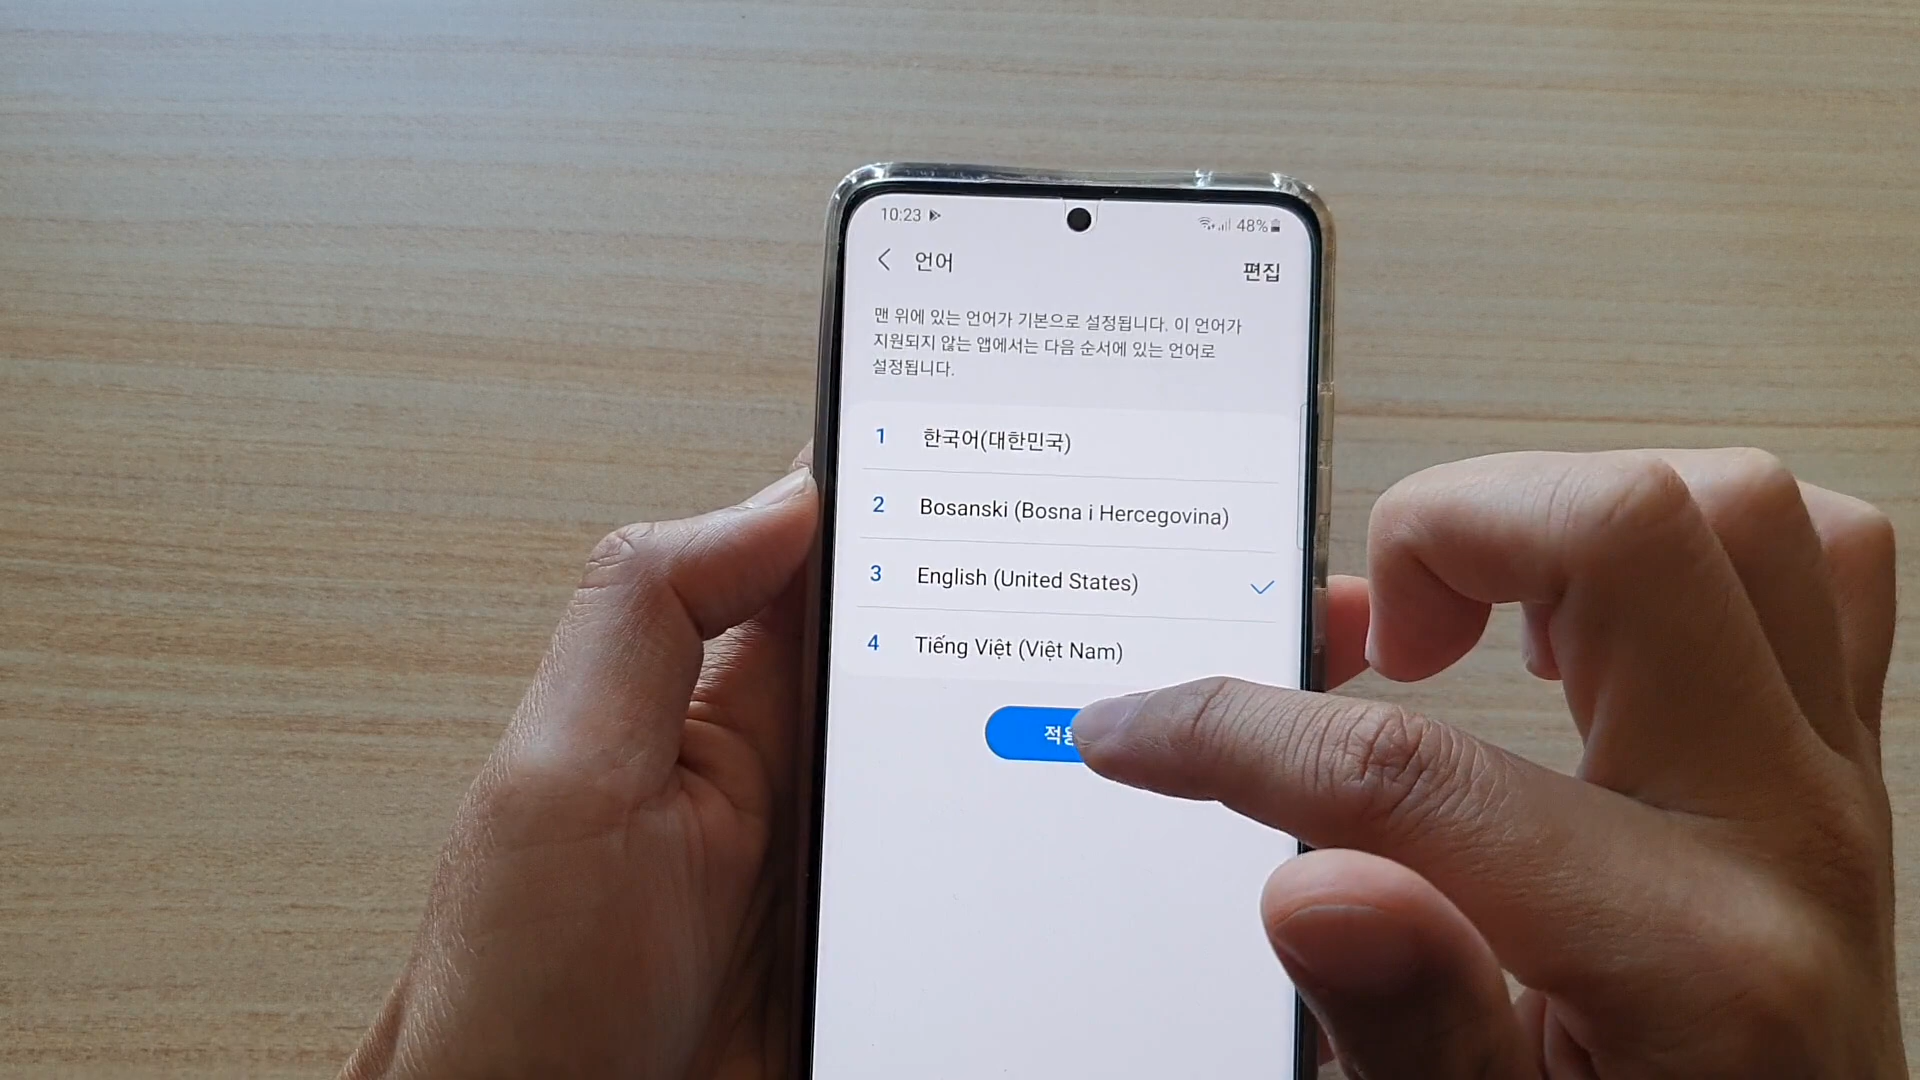 10:23
48%
언어
편집
맨 위에 있는 언어가 기본으로 설정됩니다. 이 언어가
지원되지 않는 앱에서는 다음 순서에 있는 언어로
설정됩니다.
1 한국어(대한민국)
2 Bosanski (Bosna i Hercegovina)
3 English (United States)
4 Tiếng Việt (Việt Nam)
적용